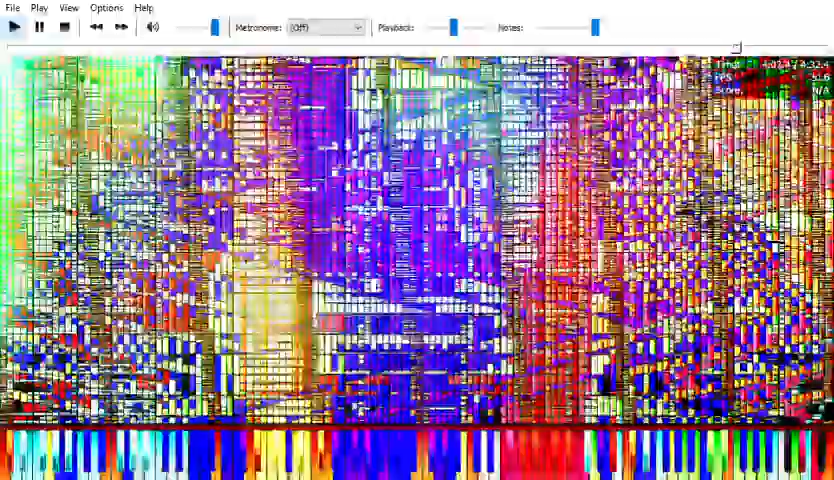 File Play View Options Help
Metronome: (Off) Playback: Notes:
Time:
FPS
Score: N/A